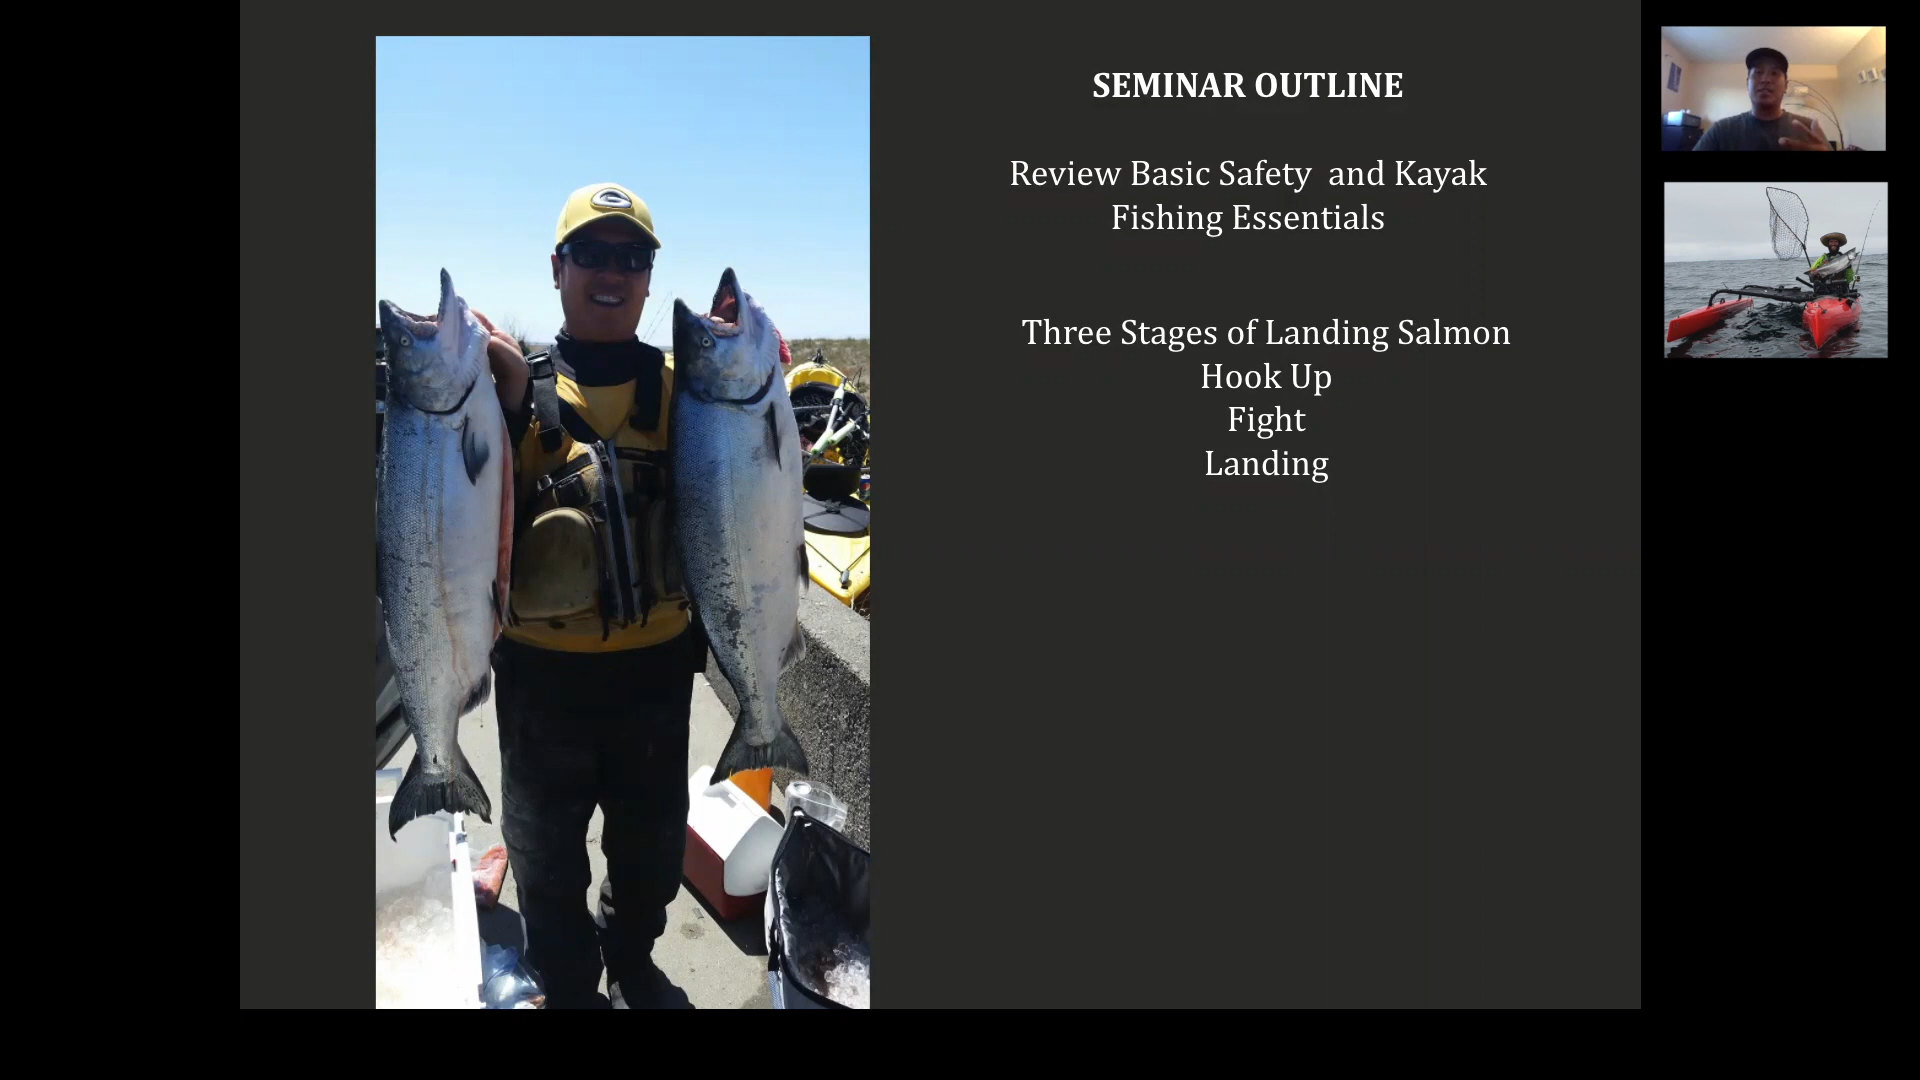 SEMINAR OUTLINE
Review Basic Safety  and Kayak
Fishing Essentials
Three Stages of Landing Salmon
Hook Up
Fight
Landing